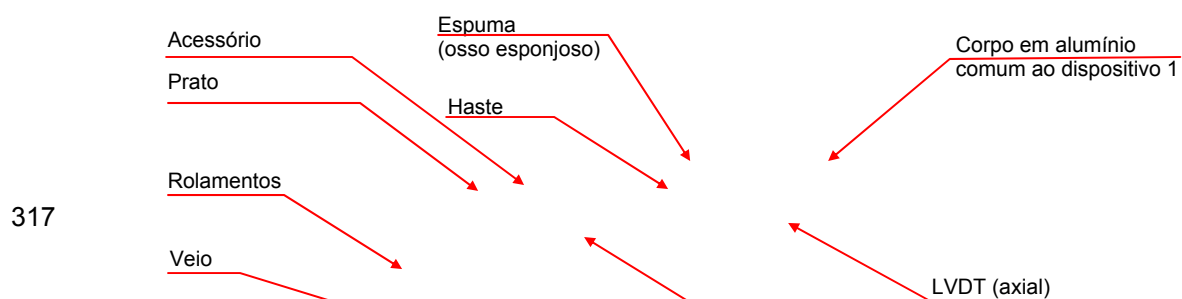 Acessório
Prato
Espuma
(osso esponjoso)
Haste
Corpo em alumínio
comum ao dispositivo 1
Rolamentos
317
Veio
LVDT (axial)